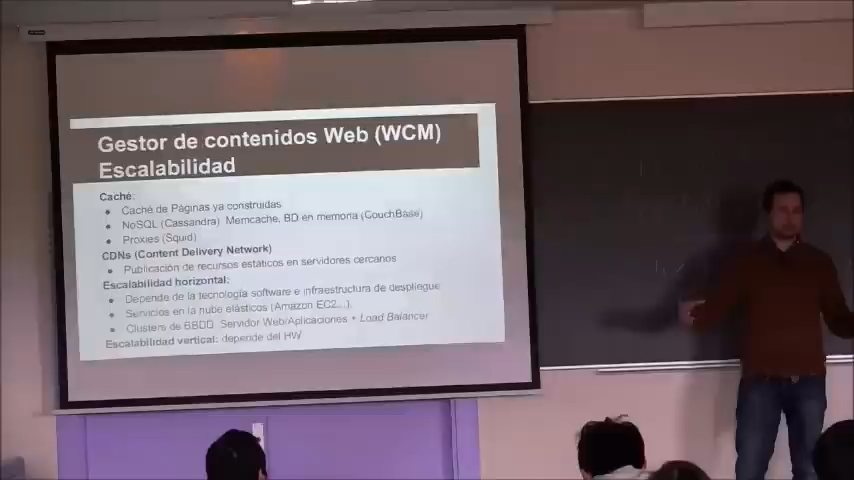 Gestor de contenidos Web (WCM)
Escalabilidad
Caché:
● Caché de Páginas ya construidas
● NoSQL (Cassandra) Memcache, BD en memoria (CouchBase)
● Proxies (Squid)
CDNs (Content Delivery Network)
● Publicación de recursos estáticos en servidores cercanos
Escalabilidad horizontal:
● Depende de la tecnología software e infraestructura de despliegue
● Servicios en la nube elásticos (Amazon EC2...)
● Clusters de BBDD, Servidor Web/Aplicaciones + Load Balancer
Escalabilidad vertical: depende del HW